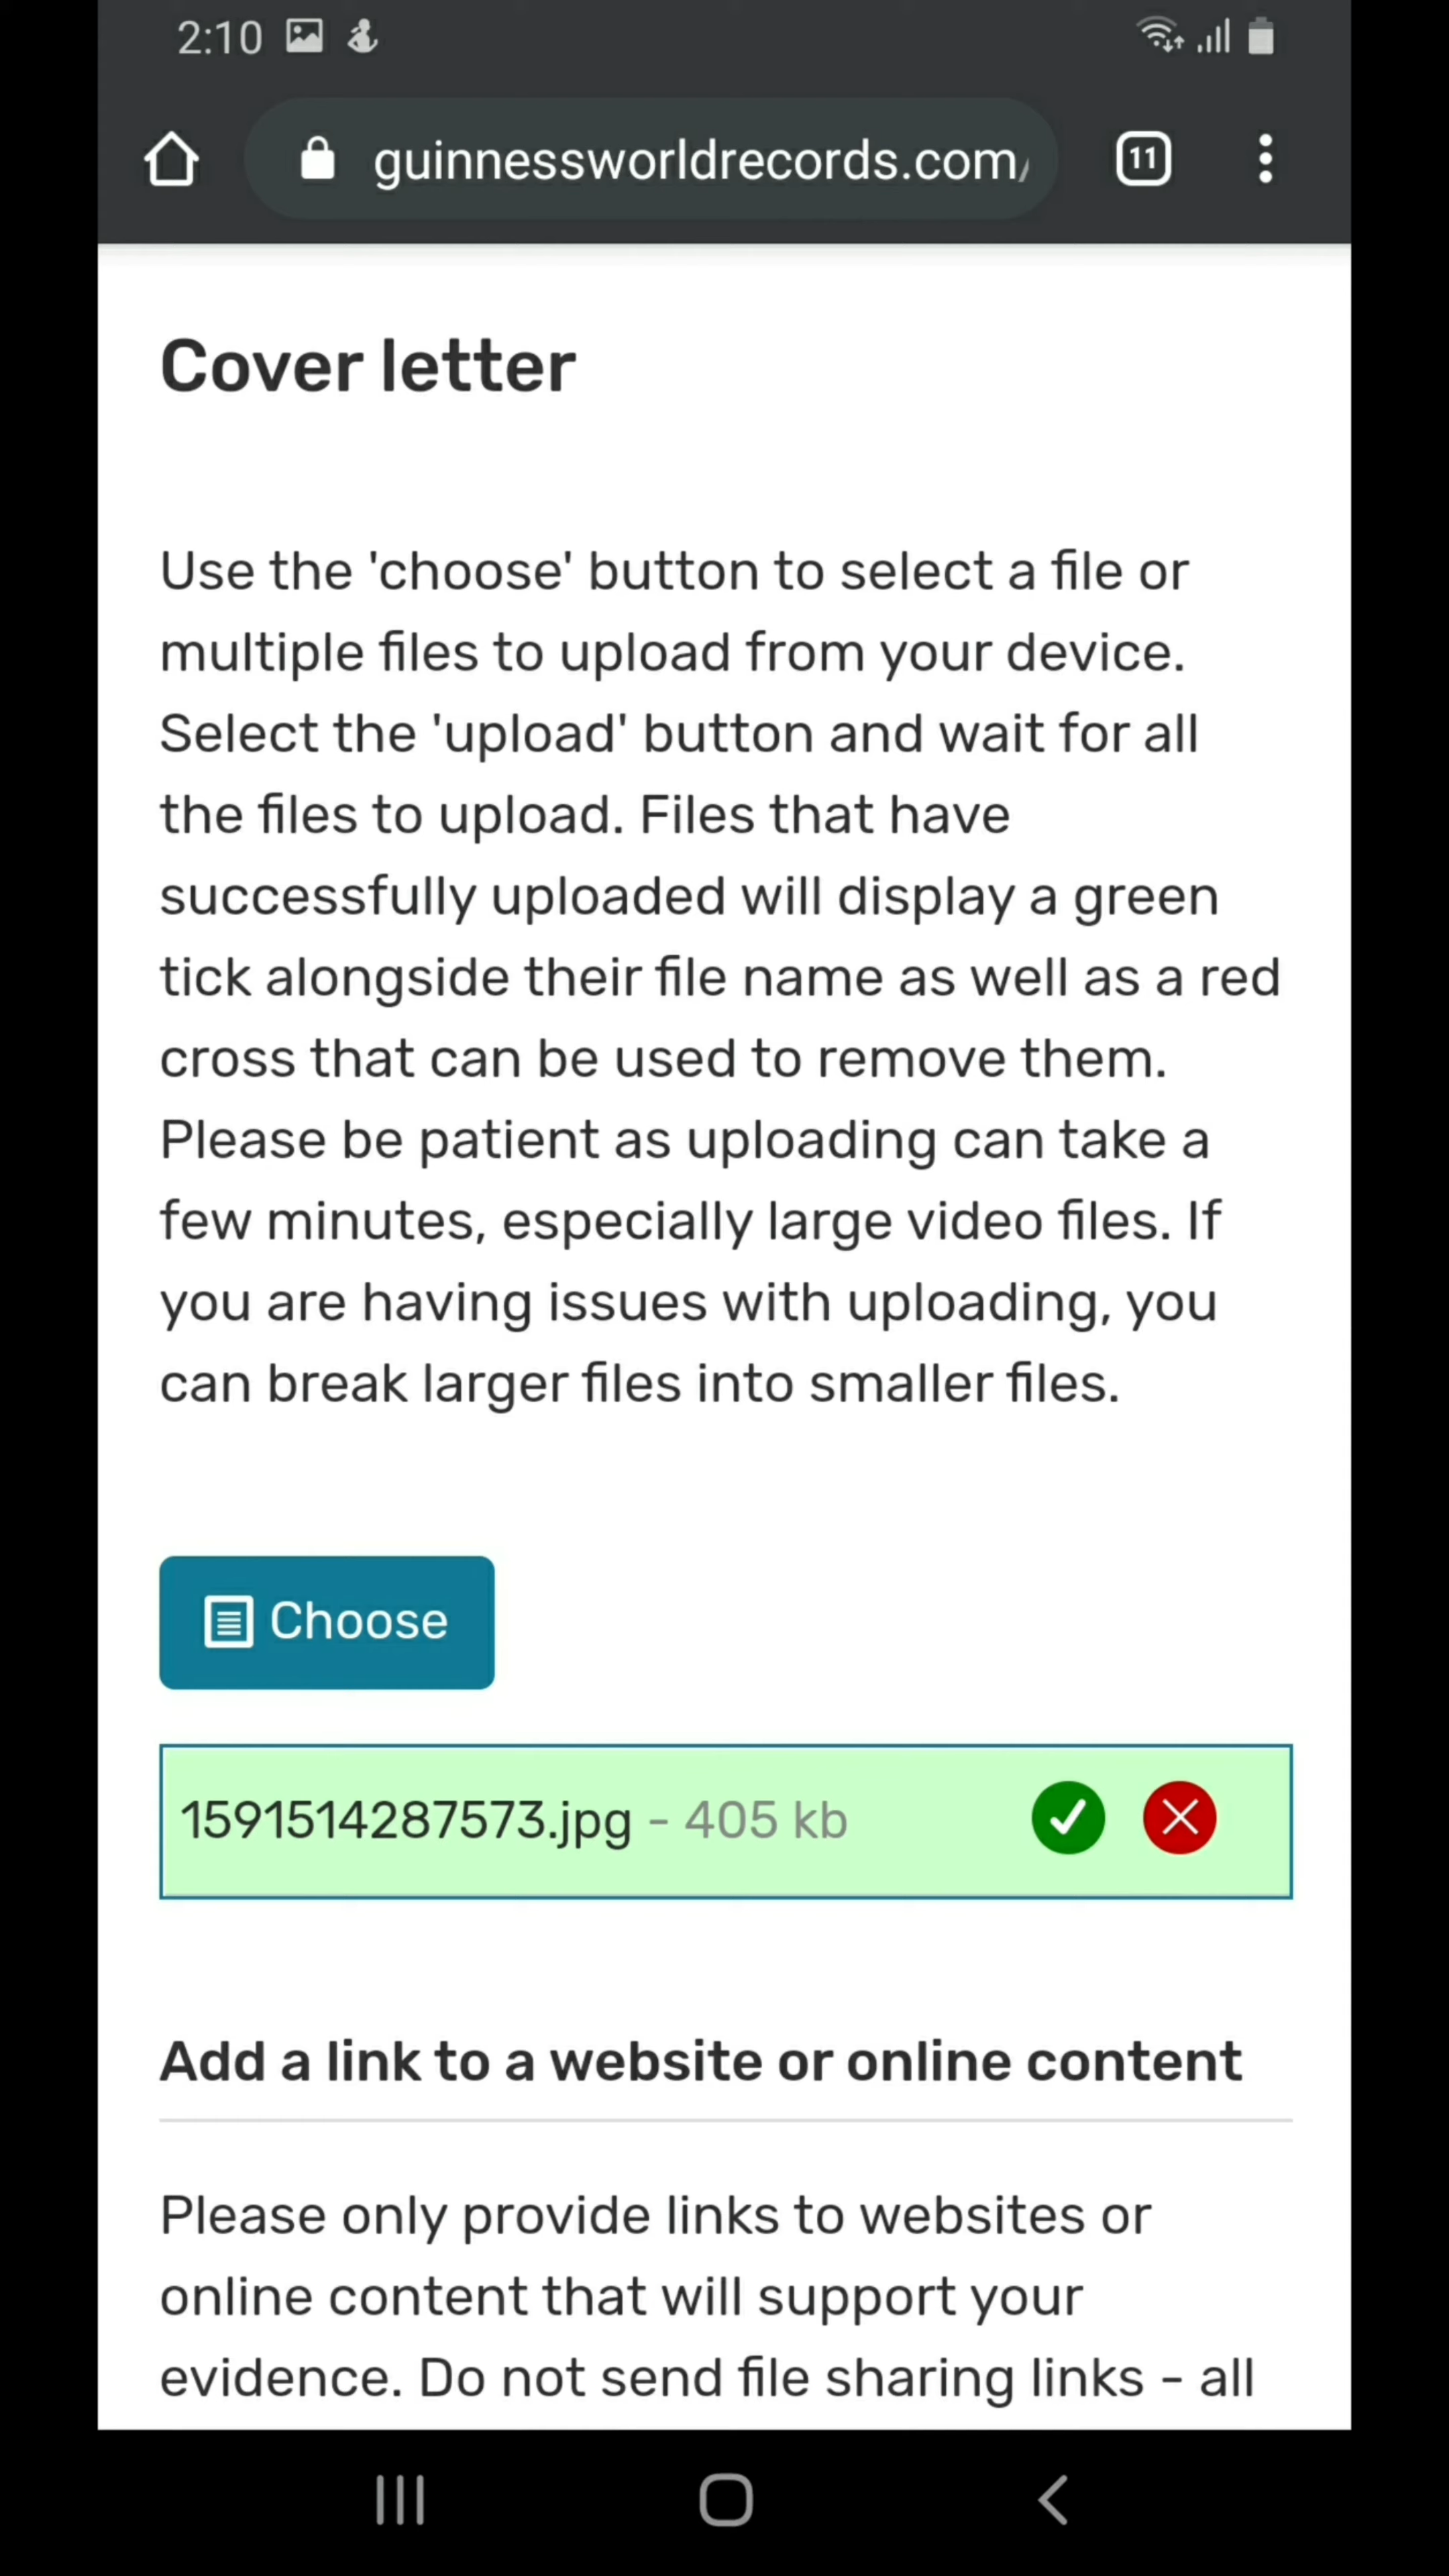 2:10
guinnessworldrecords.com/
11
Cover letter
Use the 'choose' button to select a file or
multiple files to upload from your device.
Select the 'upload' button and wait for all
the files to upload. Files that have
successfully uploaded will display a green
tick alongside their file name as well as a red
cross that can be used to remove them.
Please be patient as uploading can take a
few minutes, especially large video files. If
you are having issues with uploading, you
can break larger files into smaller files.
Choose
1591514287573.jpg - 405 kb
Add a link to a website or online content
Please only provide links to websites or
online content that will support your
evidence. Do not send file sharing links - all